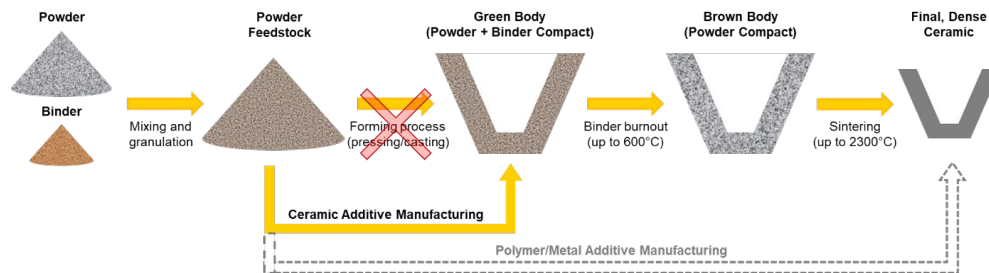 Powder
Binder
Mixing and
granulation
Powder
Feedstock
Forming process
(pressing/casting)
Green Body
(Powder + Binder Compact)
Binder burnout
(up to 600°C)
Brown Body
(Powder Compact)
Sintering
(up to 2300°C)
Final, Dense
Ceramic
Ceramic Additive Manufacturing
Polymer/Metal Additive Manufacturing